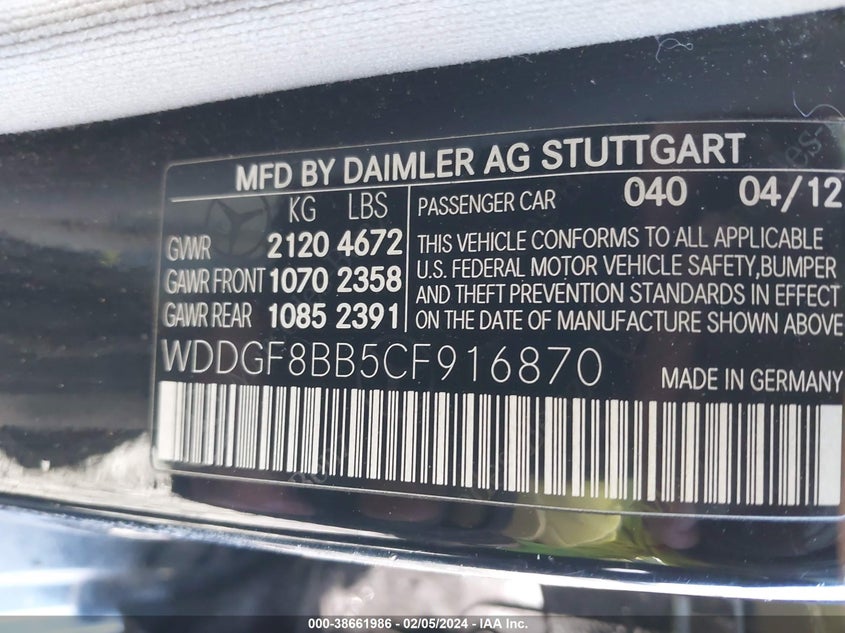 MFD BY DAIMLER AG STUTTGART
KG LBS
GVWR 2120 4672
GAWR FRONT 1070 2358
GAWR REAR 1085 2391
PASSENGER CAR 040 04/12
THIS VEHICLE CONFORMS TO ALL APPLICABLE
U.S. FEDERAL MOTOR VEHICLE SAFETY,BUMPER
AND THEFT PREVENTION STANDARDS IN EFFECT
ON THE DATE OF MANUFACTURE SHOWN ABOVE
WDDGF8BB5CF916870 MADE IN GERMANY
000-38661986 - 02/05/2024 - IAA Inc.